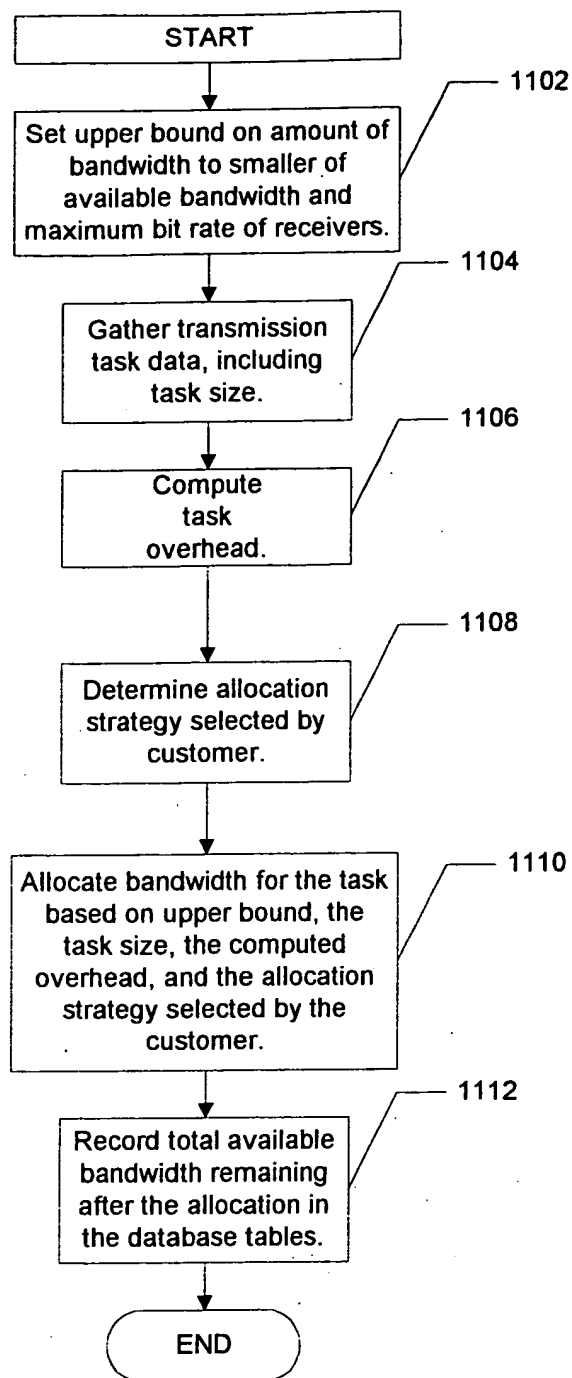 START
1102
Set upper bound on amount of
bandwidth to smaller of
available bandwidth and
maximum bit rate of receivers.
1104
Gather transmission
task data, including
task size.
1106
Compute
task
overhead.
1108
Determine allocation
strategy selected by
customer.
1110
Allocate bandwidth for the task
based on upper bound, the
task size, the computed
overhead, and the allocation
strategy selected by the
customer.
1112
Record total available
bandwidth remaining
after the allocation in
the database tables.
END